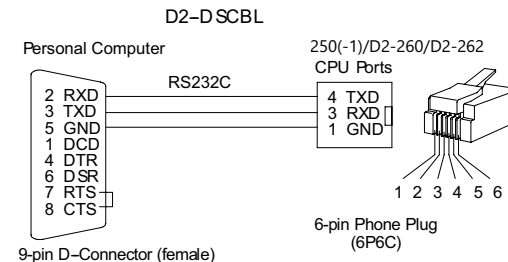 D2–DSCBL
Personal Computer
250(-1)/D2-260/D2-262
CPU Ports
RS232C
2 RXD
3 TXD
5 GND
1 DCD
4 DTR
6 DSR
7 RTS
8 CTS
4 TXD
3 RXD
1 GND
1 2 3 4 5 6
6-pin Phone Plug
(6P6C)
9-pin D–Connector (female)